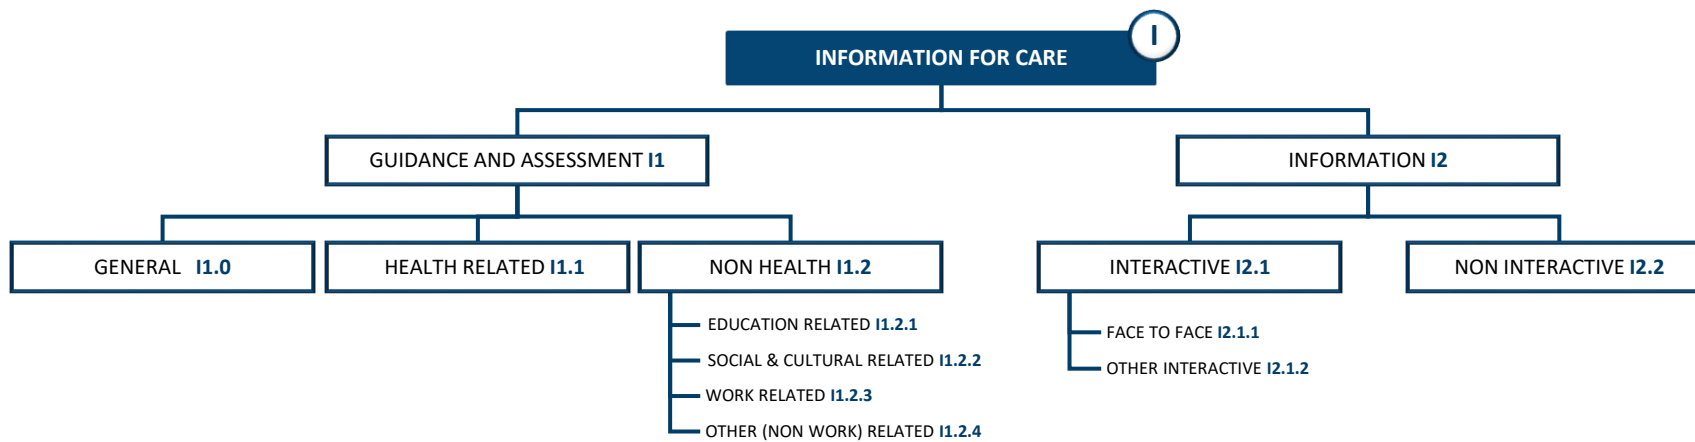 I
INFORMATION FOR CARE
GUIDANCE AND ASSESSMENT I1
INFORMATION I2
GENERAL I1.0
HEALTH RELATED I1.1
NON HEALTH I1.2
INTERACTIVE I2.1
NON INTERACTIVE I2.2
EDUCATION RELATED I1.2.1
SOCIAL & CULTURAL RELATED I1.2.2
WORK RELATED I1.2.3
OTHER (NON WORK) RELATED I1.2.4
FACE TO FACE I2.1.1
OTHER INTERACTIVE I2.1.2